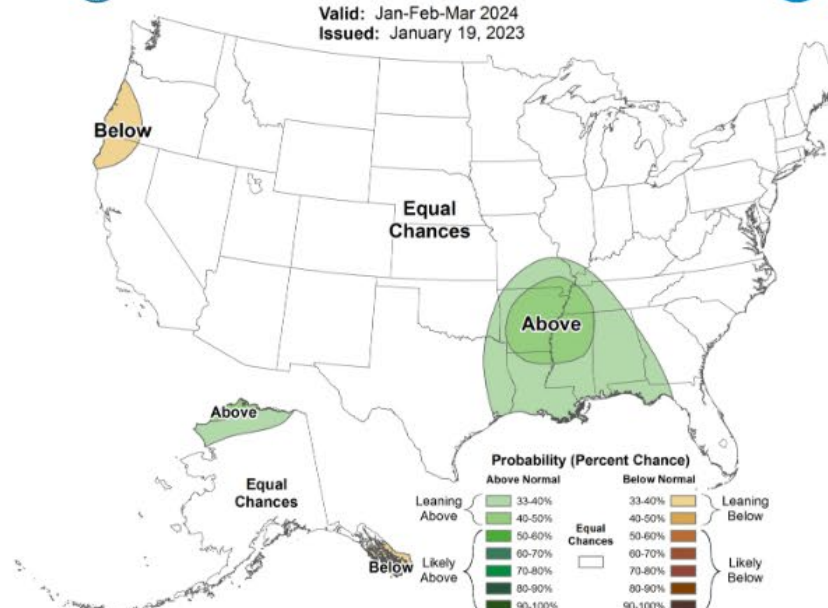 Valid: Jan-Feb-Mar 2024
Issued: January 19, 2023
Below
Equal
Chances
Above
Above
Equal
Chances
Below
Probability (Percent Chance)
Above Normal
Below Normal
Leaning
Above
33-40%
40-50%
50-60%
60-70%
70-80%
80-90%
90-100%
Likely
Above
Equal
Chances
33-40%
40-50%
50-60%
60-70%
70-80%
80-90%
90-100%
Leaning
Below
Likely
Below